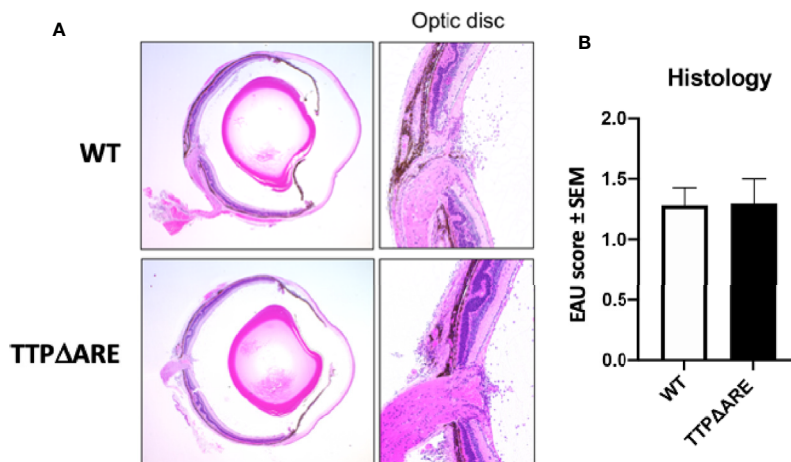 A
Optic disc
WT
TTPΔARE
B
Histology
EAU score ± SEM
2.0
1.5
1.0
0.5
0.0
WT
TTPΔARE